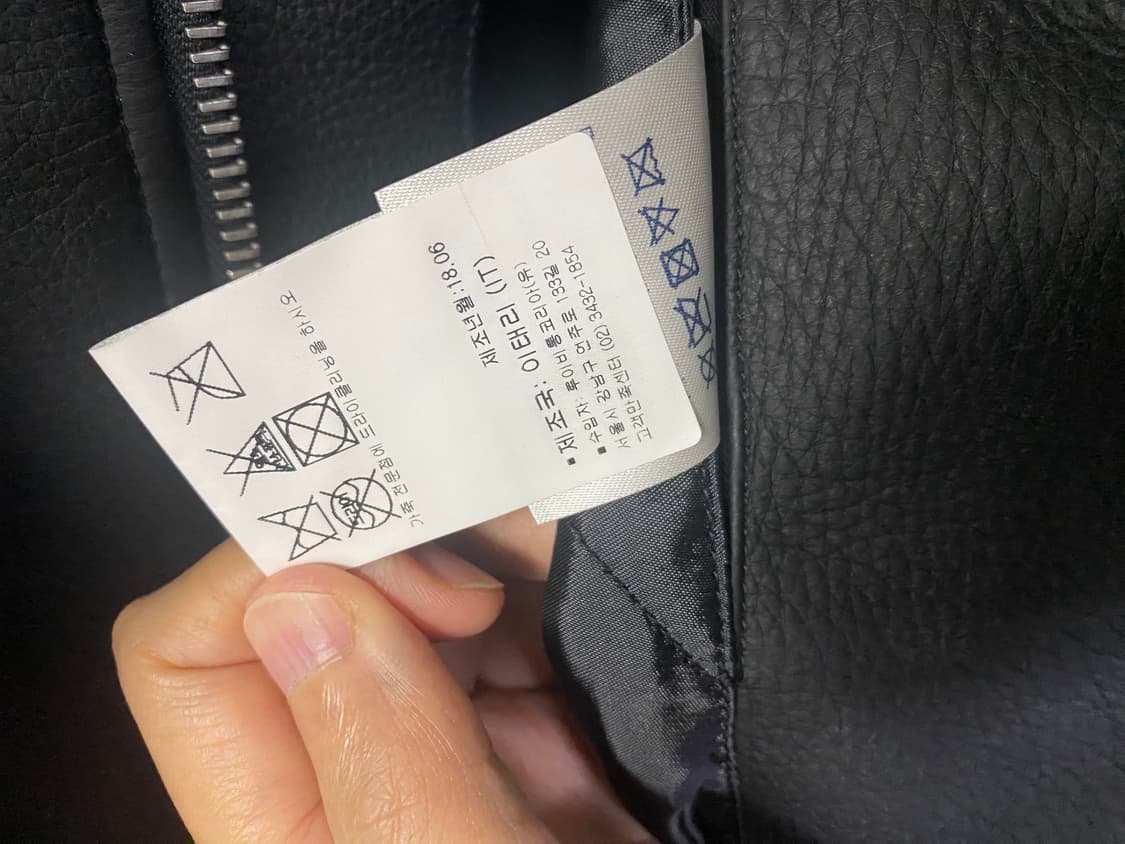 제조년월:18.06
■ 제조국: 이태리 (IT)
■ 수입자: 루이비통코리아(유)
서울시 강남구 언주로 133길 20
고객만족센터 (02) 3432-1854
가죽 전문점에 드라이클리닝을 하시오